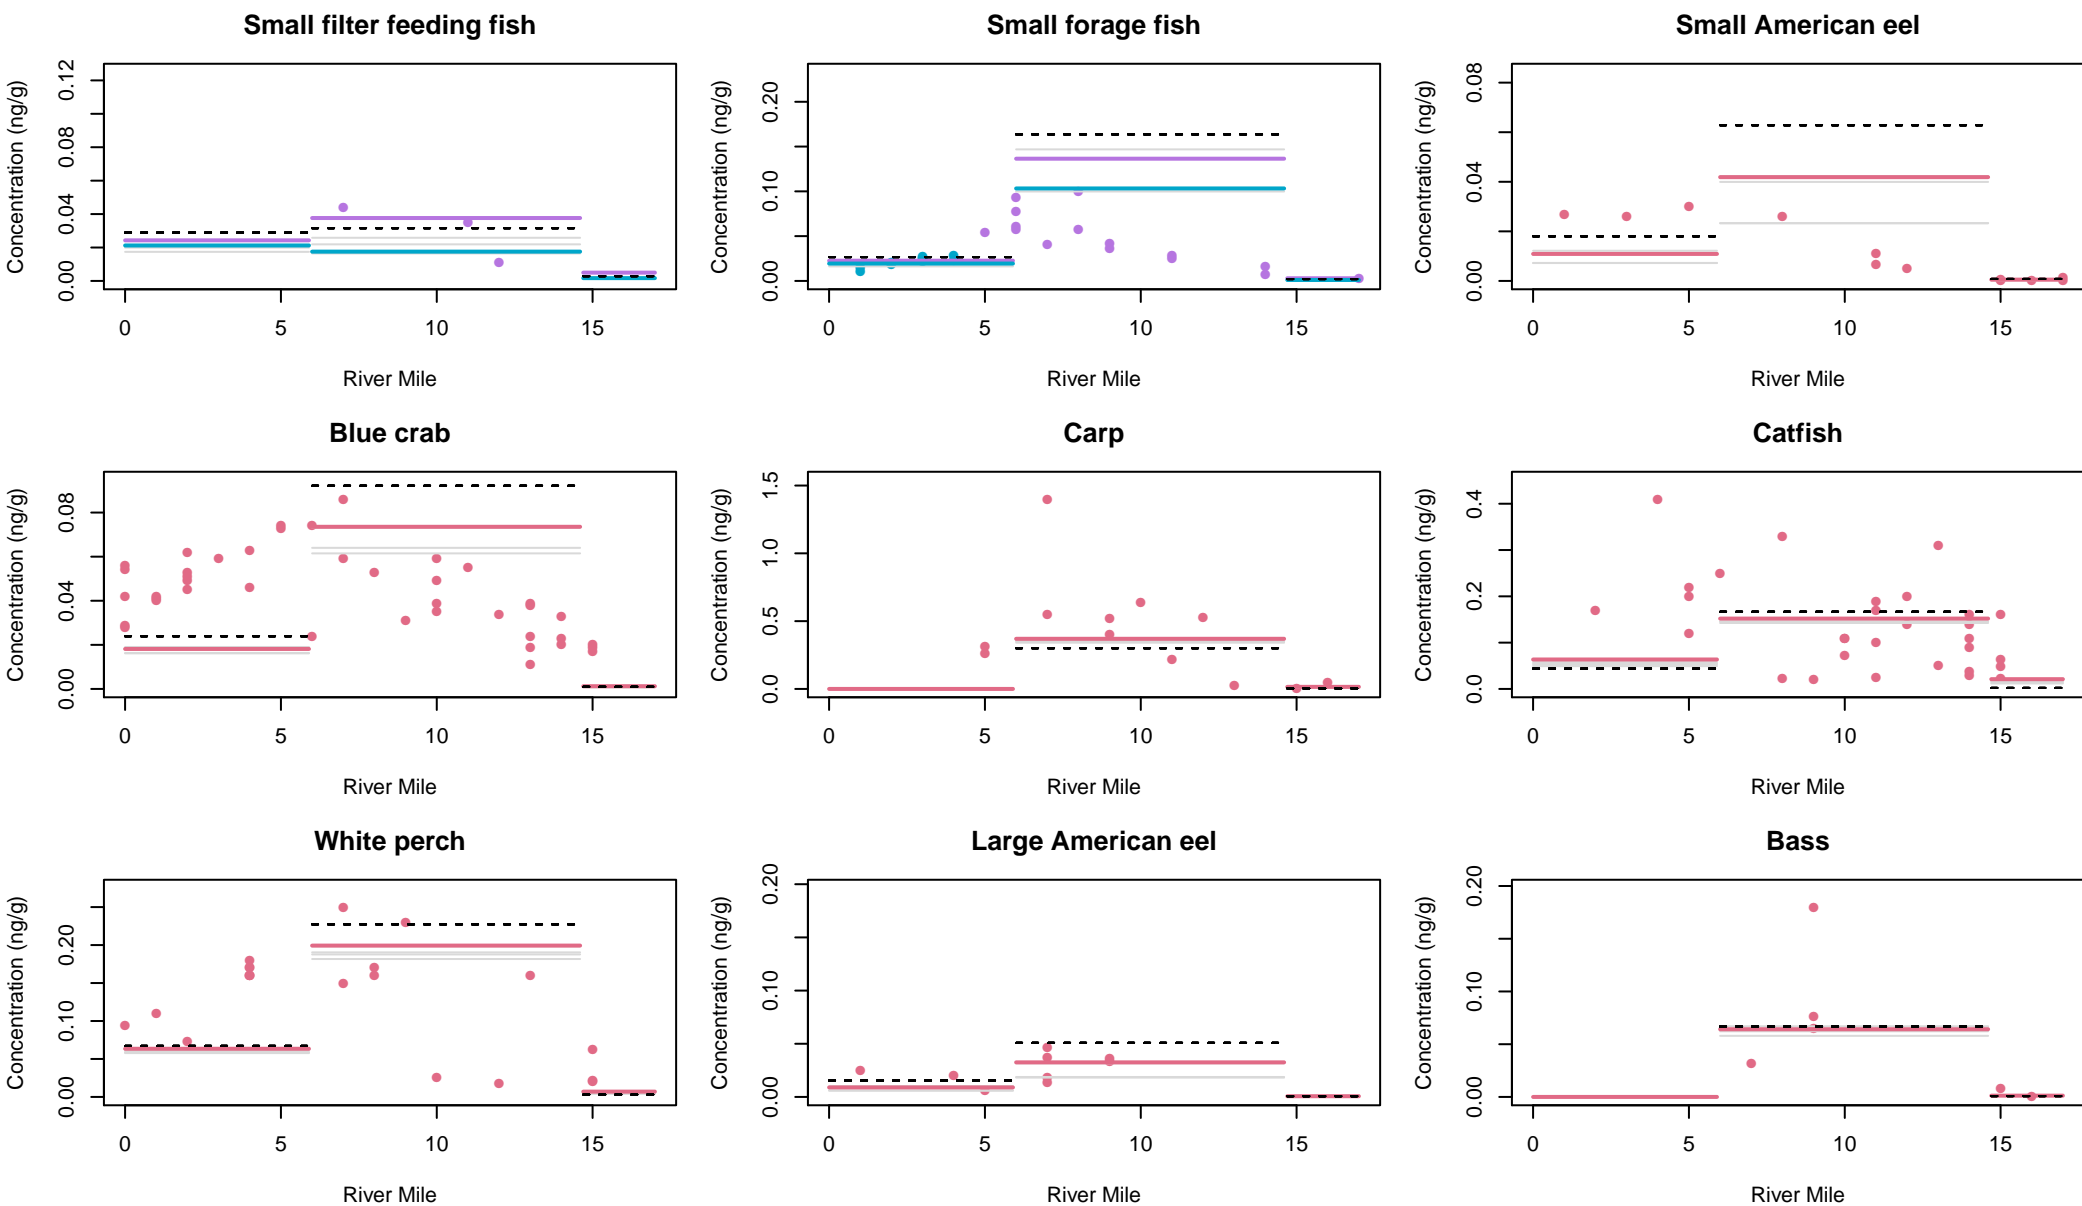 Small filter feeding fish
Concentration (ng/g)
0.00 0.04 0.08 0.12
0 5 10 15
River Mile
Small forage fish
Concentration (ng/g)
0.00 0.10 0.20
0 5 10 15
River Mile
Small American eel
Concentration (ng/g)
0.00 0.04 0.08
0 5 10 15
River Mile
Blue crab
Concentration (ng/g)
0.00 0.04 0.08
0 5 10 15
River Mile
Carp
Concentration (ng/g)
0.0 0.5 1.0 1.5
0 5 10 15
River Mile
Catfish
Concentration (ng/g)
0.0 0.2 0.4
0 5 10 15
River Mile
White perch
Concentration (ng/g)
0.00 0.10 0.20
0 5 10 15
River Mile
Large American eel
Concentration (ng/g)
0.00 0.10 0.20
0 5 10 15
River Mile
Bass
Concentration (ng/g)
0.00 0.10 0.20
0 5 10 15
River Mile